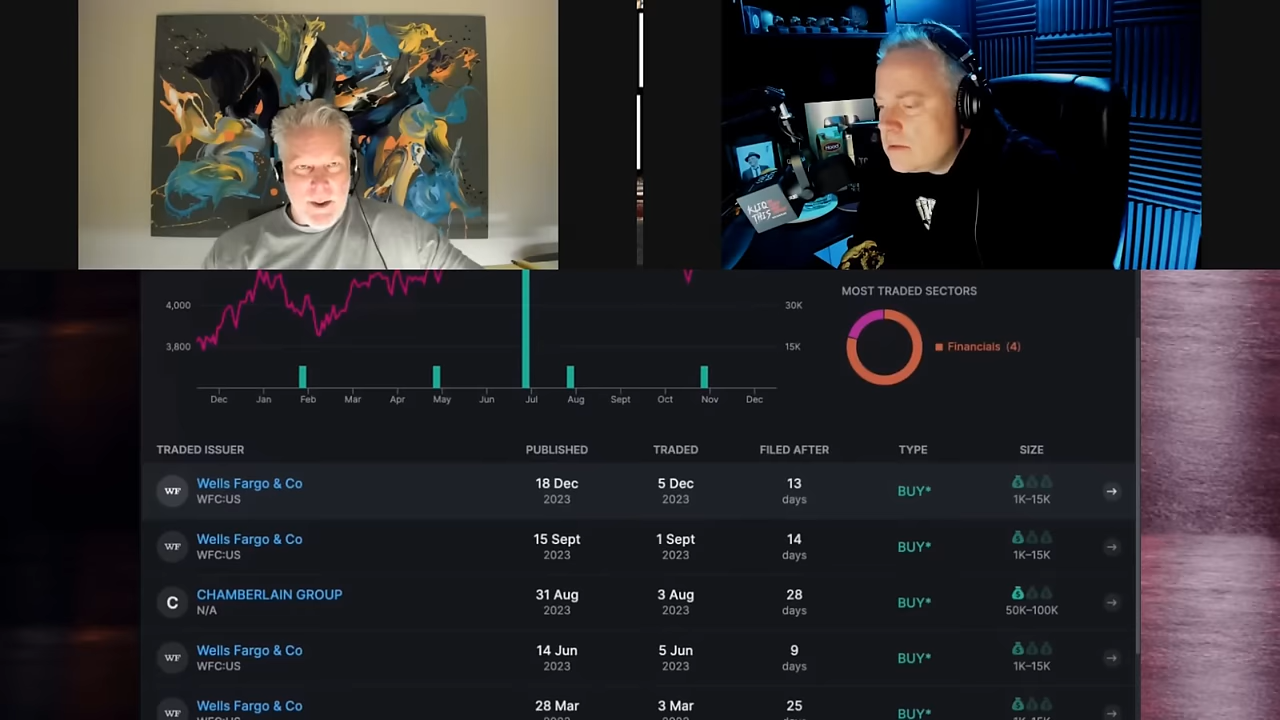 Hood
KLIQ
THIS
4,000
30K
MOST TRADED SECTORS
3,800
15K
Financials (4)
Dec Jan Feb Mar Apr May Jun Jul Aug Sept Oct Nov Dec
TRADED ISSUER PUBLISHED TRADED FILED AFTER TYPE SIZE
WF Wells Fargo & Co 18 Dec 5 Dec 13 BUY*
WFC:US 2023 2023 days 1K–15K
WF Wells Fargo & Co 15 Sept 1 Sept 14 BUY*
WFC:US 2023 2023 days 1K–15K
C CHAMBERLAIN GROUP 31 Aug 3 Aug 28 BUY*
N/A 2023 2023 days 50K–100K
WF Wells Fargo & Co 14 Jun 5 Jun 9 BUY*
WFC:US 2023 2023 days 1K–15K
WF Wells Fargo & Co 28 Mar 3 Mar 25 BUY*